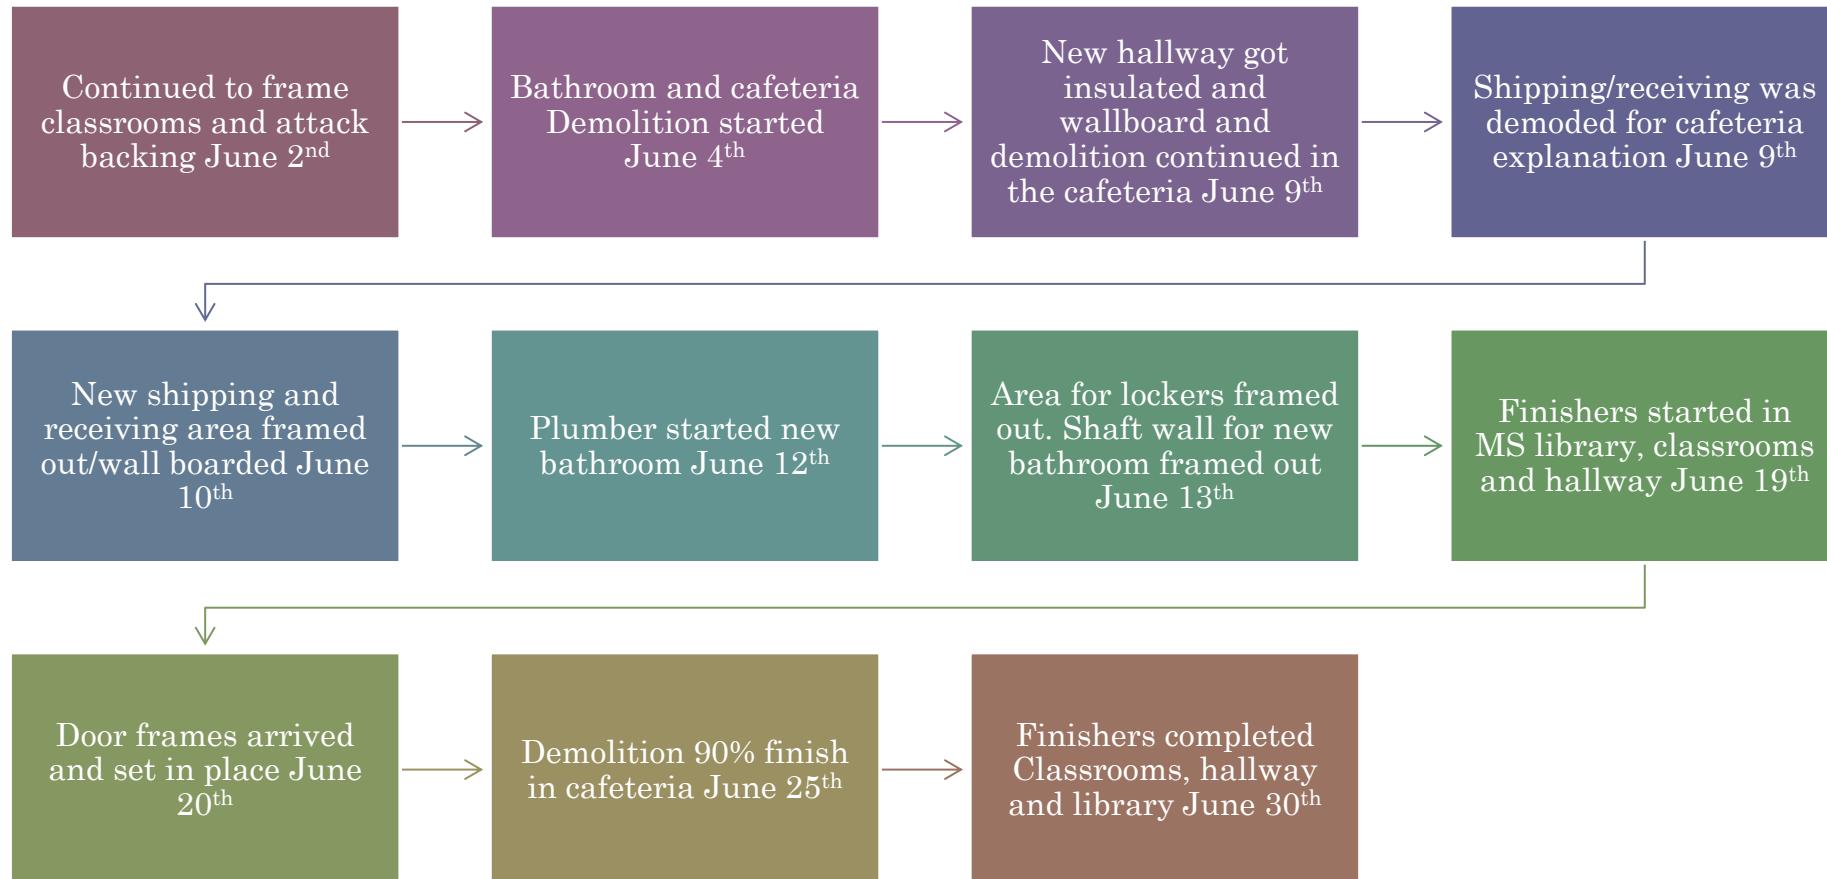 Continued to frame
classrooms and attack
backing June 2nd
Bathroom and cafeteria
Demolition started
June 4th
New hallway got
insulated and
wallboard and
demolition continued in
the cafeteria June 9th
Shipping/receiving was
demoded for cafeteria
explanation June 9th
New shipping and
receiving area framed
out/wall boarded June
10th
Plumber started new
bathroom June 12th
Area for lockers framed
out. Shaft wall for new
bathroom framed out
June 13th
Finishers started in
MS library, classrooms
and hallway June 19th
Door frames arrived
and set in place June
20th
Demolition 90% finish
in cafeteria June 25th
Finishers completed
Classrooms, hallway
and library June 30th